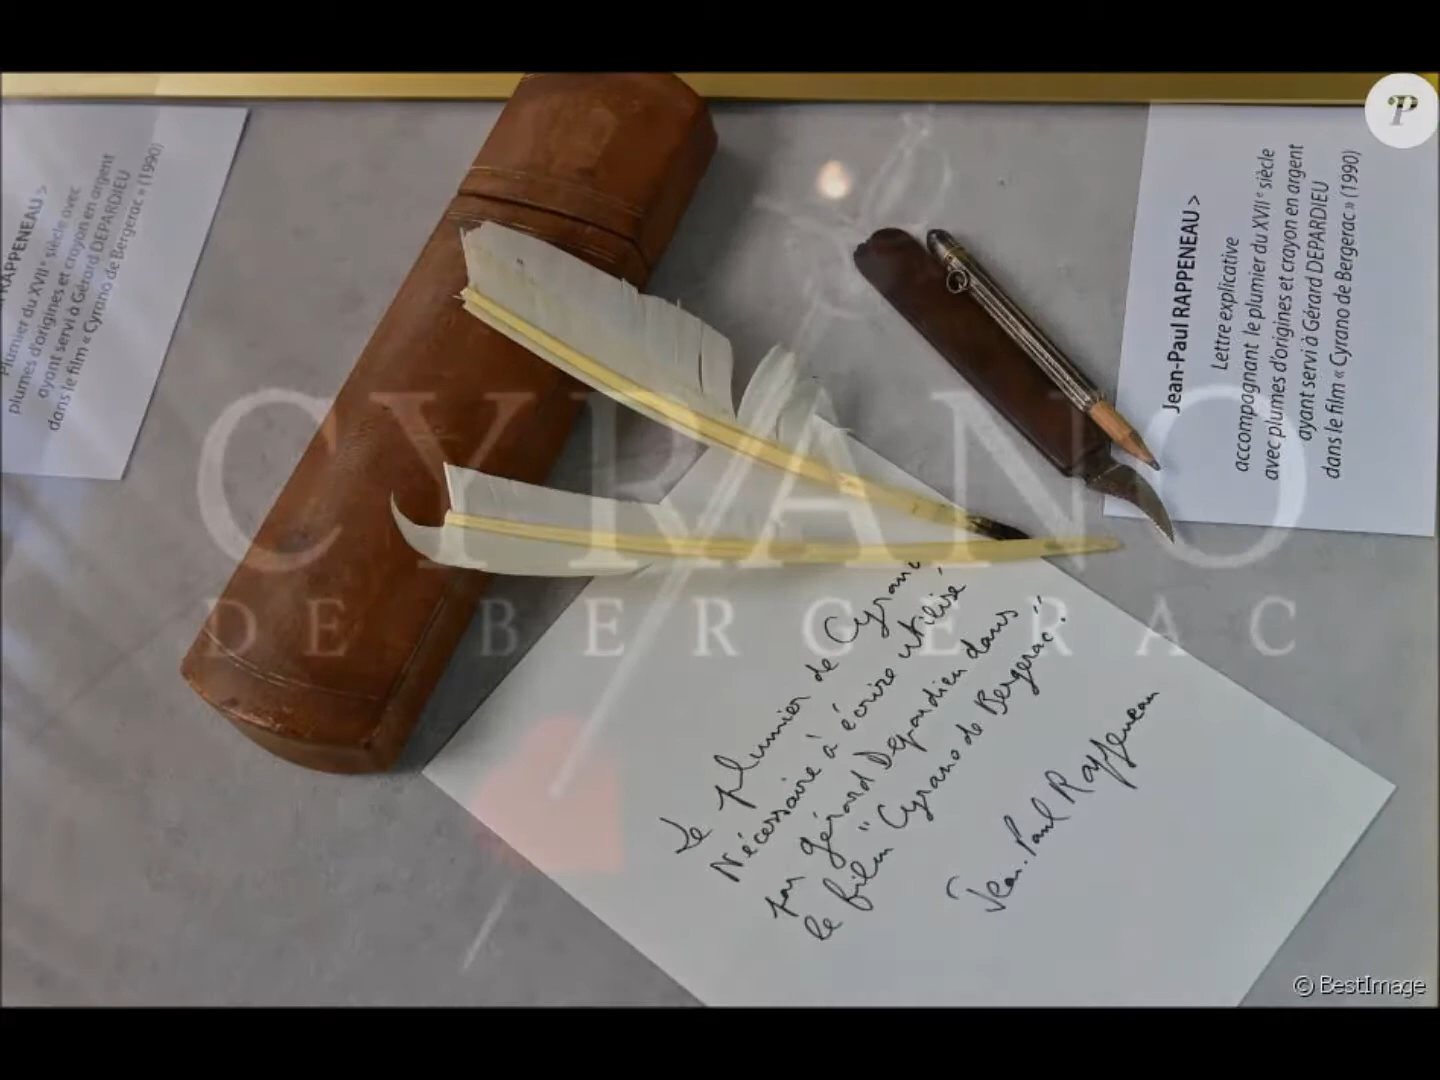 RAPPENEAU >
Plumier du XVIIe siècle avec
plumes d'origines et crayon en argent
ayant servi à Gérard DEPARDIEU
dans le film « Cyrano de Bergerac » (1990)
Jean-Paul RAPPENEAU >
Lettre explicative
accompagnant le plumier du XVIIe siècle
avec plumes d'origines et crayon en argent
ayant servi à Gérard DEPARDIEU
dans le film « Cyrano de Bergerac » (1990)
P
CYRANO
DE BERGERAC
Le plumier de Cyrano
Nécessaire à écrire utilisé,
par Gérard Depardieu dans
le film "Cyrano de Bergerac."
Jean-Paul Rappeneau
© BestImage